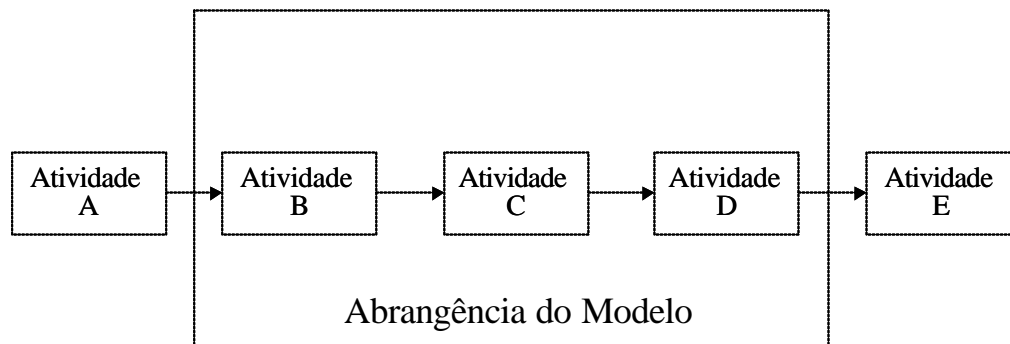 Atividade
A
Atividade
B
Atividade
C
Atividade
D
Atividade
E
Abrangência do Modelo